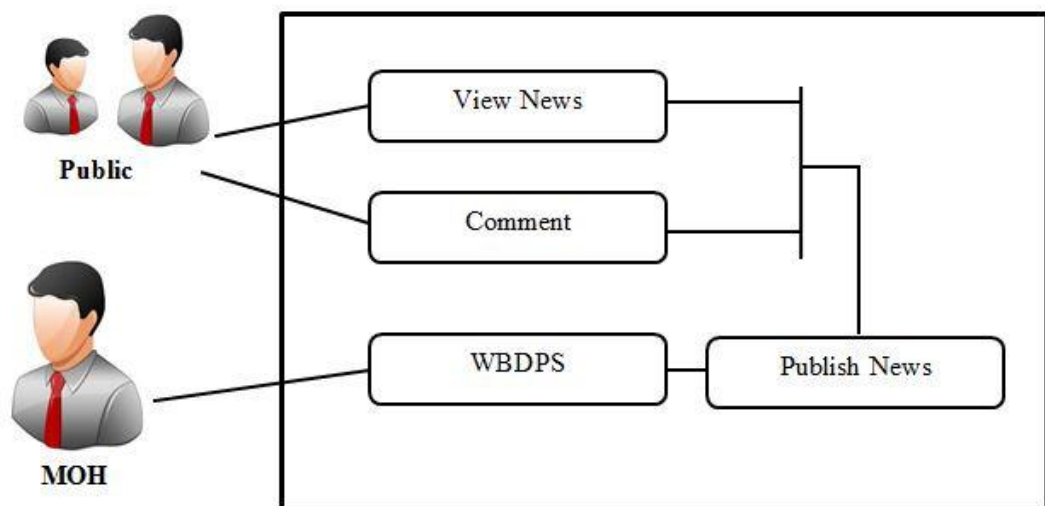 View News
Public
Comment
WBDPS
Publish News
MOH